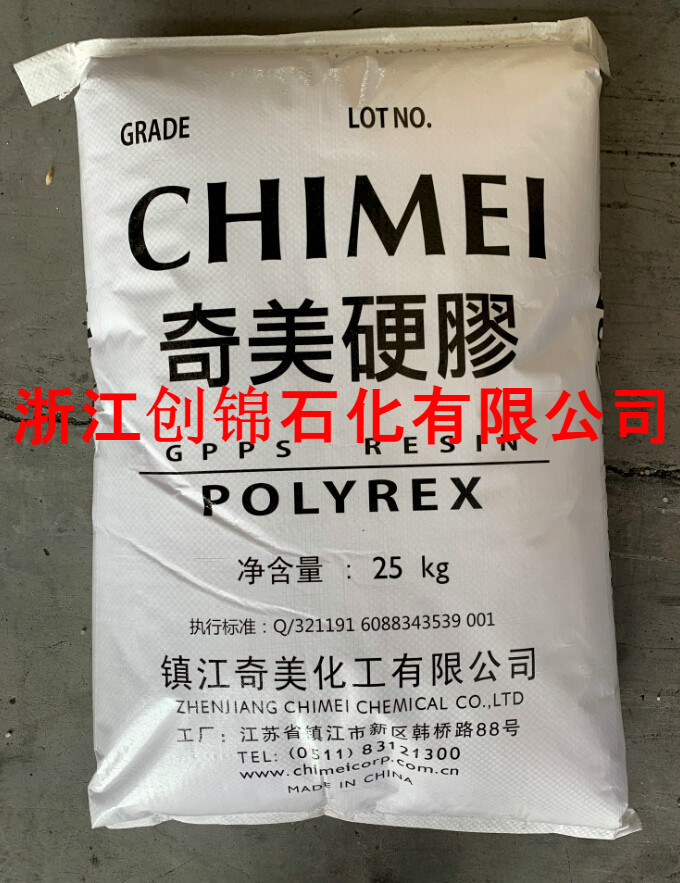 GRADE LOT NO.
CHIMEI
奇美硬膠
浙江创锦石化有限公司
GPPS RESIN
POLYREX
净含量 : 25 kg
执行标准：Q/321191 6088343539 001
镇江奇美化工有限公司
ZHENJIANG CHIMEI CHEMICAL CO.,LTD
工厂：江苏省镇江市新区韩桥路88号
TEL: (0511) 83121300
www.chimeicorp.com.cn
MADE IN CHINA